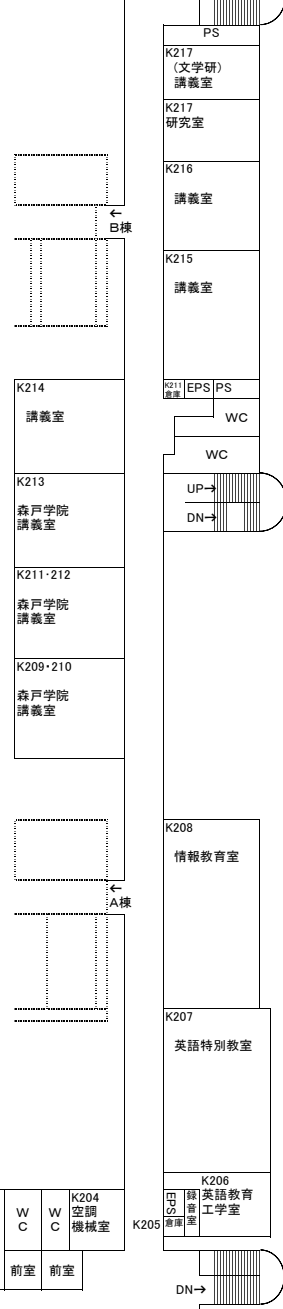 PS
K217
（文学研）
講義室
K217
研究室
K216
講義室
←
B棟
K215
講義室
K214
講義室
K211
倉庫
EPS
PS
WC
WC
K213
森戸学院
講義室
UP→
DN→
K211･212
森戸学院
講義室
K209･210
森戸学院
講義室
K208
情報教育室
←
A棟
K207
英語特別教室
K206
英語教育
工学室
EPS
録音室
倉庫
K205
K204
空調
機械室
WC
WC
前室
前室
DN→